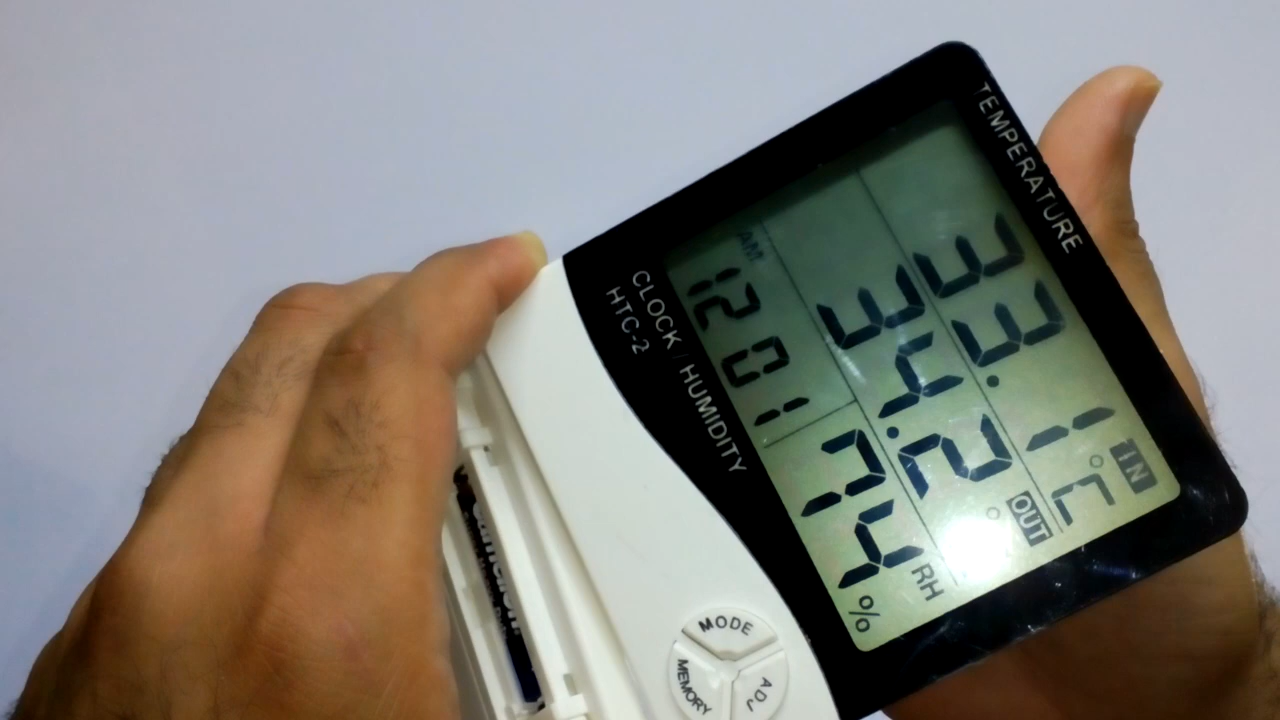 TEMPERATURE
33.1 °C IN
34.2 ° OUT
AM 12 01
74 % RH
CLOCK / HUMIDITY
HTC-2
MODE
MEMORY
ADJ